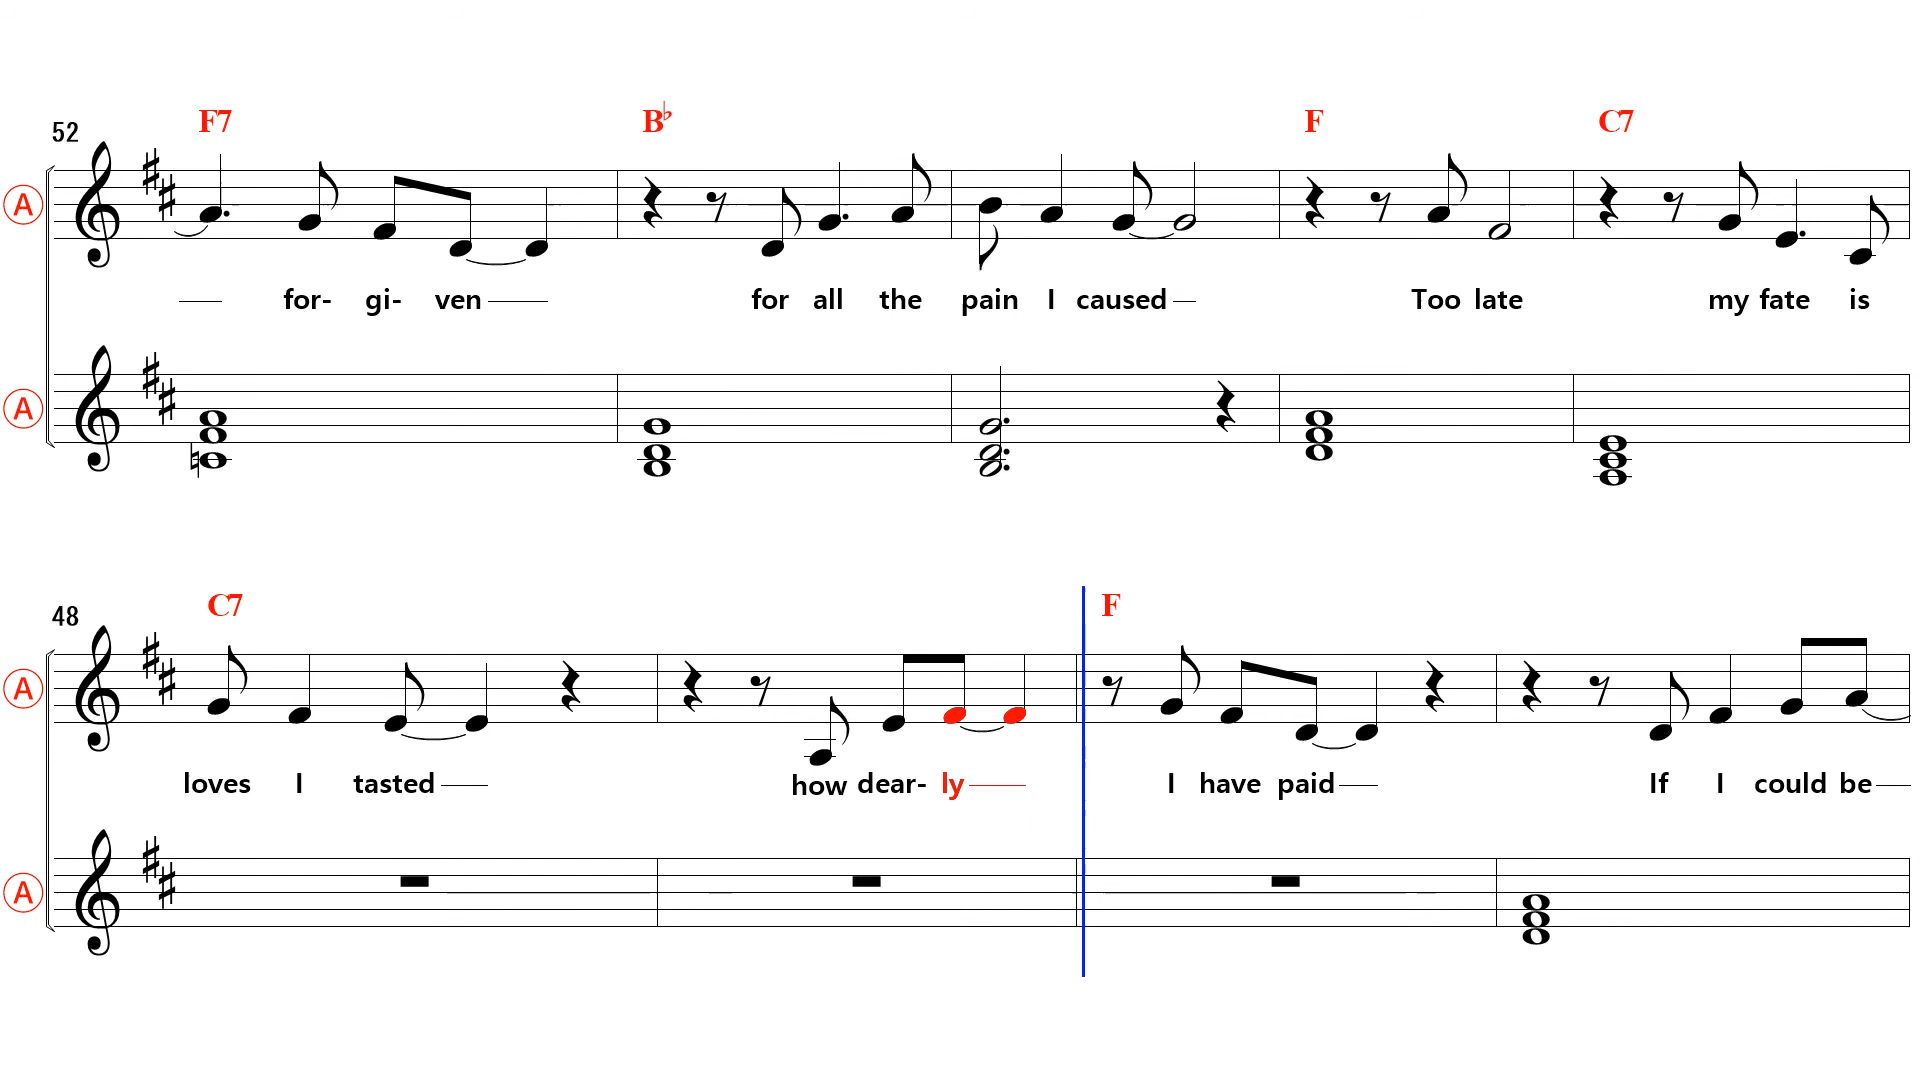 F7 B♭ F C7
52
Ⓐ
for- gi- ven for all the pain I caused Too late my fate is
Ⓐ
C7 F
48
Ⓐ
loves I tasted how dear- ly I have paid If I could be
Ⓐ